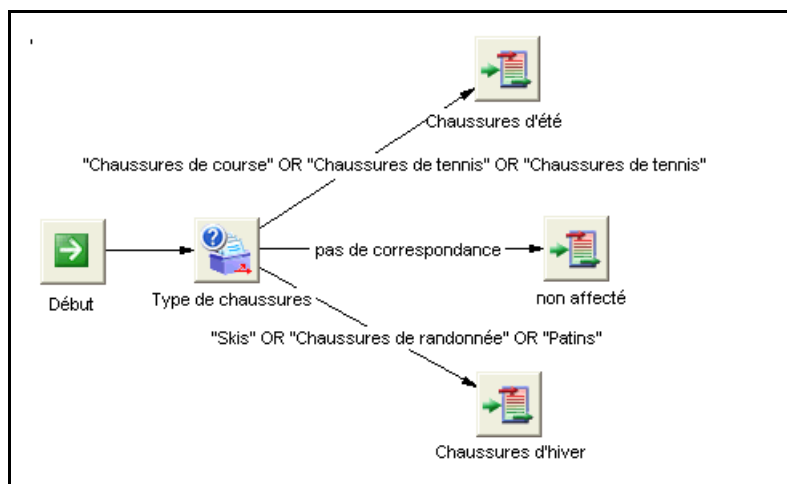 Chaussures d'été
"Chaussures de course" OR "Chaussures de tennis" OR "Chaussures de tennis"
pas de correspondance
Début
Type de chaussures
non affecté
"Skis" OR "Chaussures de randonnée" OR "Patins"
Chaussures d'hiver